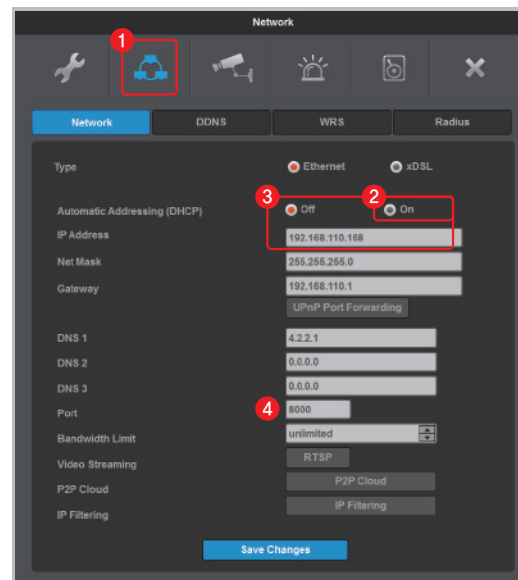 Network
1
Network DDNS WRS Radius
Type Ethernet xDSL
3 2
Automatic Addressing (DHCP) Off On
IP Address 192.168.110.168
Net Mask 255.255.255.0
Gateway 192.168.110.1
UPnP Port Forwarding
DNS 1 4.2.2.1
DNS 2 0.0.0.0
DNS 3 0.0.0.0
Port 4 8000
Bandwidth Limit unlimited
Video Streaming RTSP
P2P Cloud P2P Cloud
IP Filtering IP Filtering
Save Changes